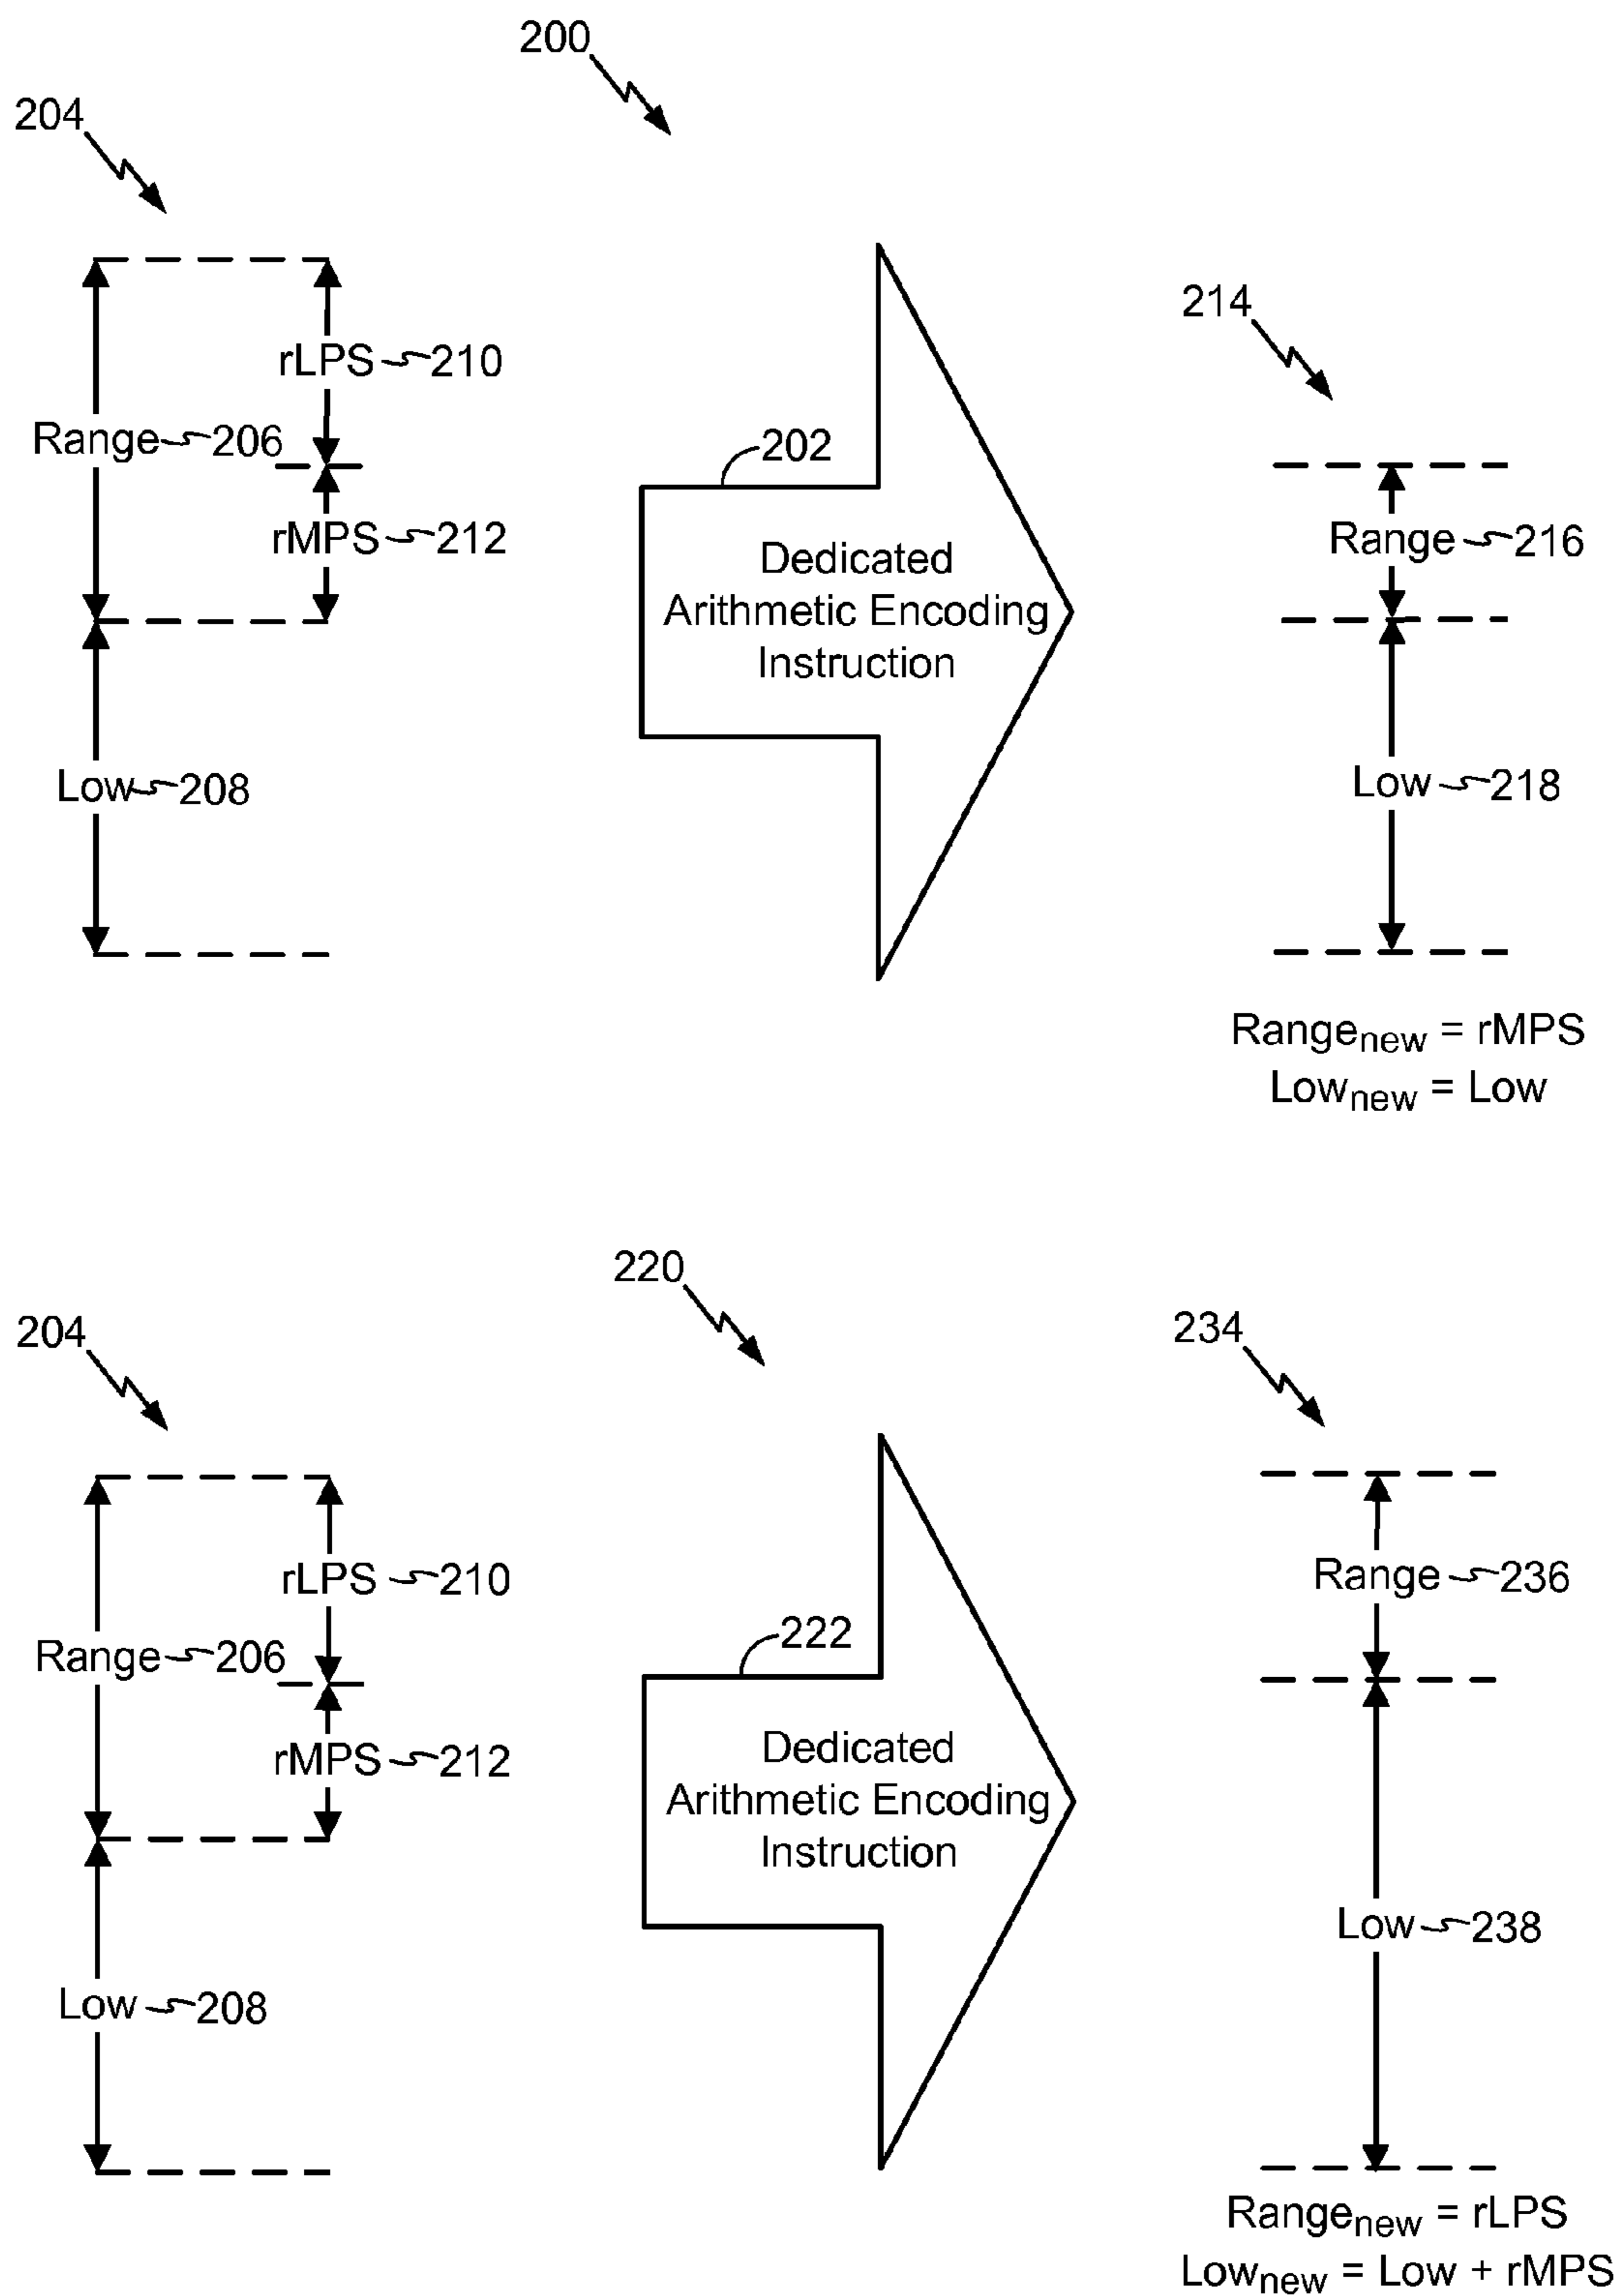 200
204
214
rLPS 210
Range 206
202
rMPS 212
Range 216
Dedicated
Arithmetic Encoding
Instruction
Low 208
Low 218
Rangenew = rMPS
Lownew = Low
220
204
234
rLPS 210
Range 236
222
Range 206
rMPS 212
Dedicated
Arithmetic Encoding
Instruction
Low 238
Low 208
Rangenew = rLPS
Lownew = Low + rMPS